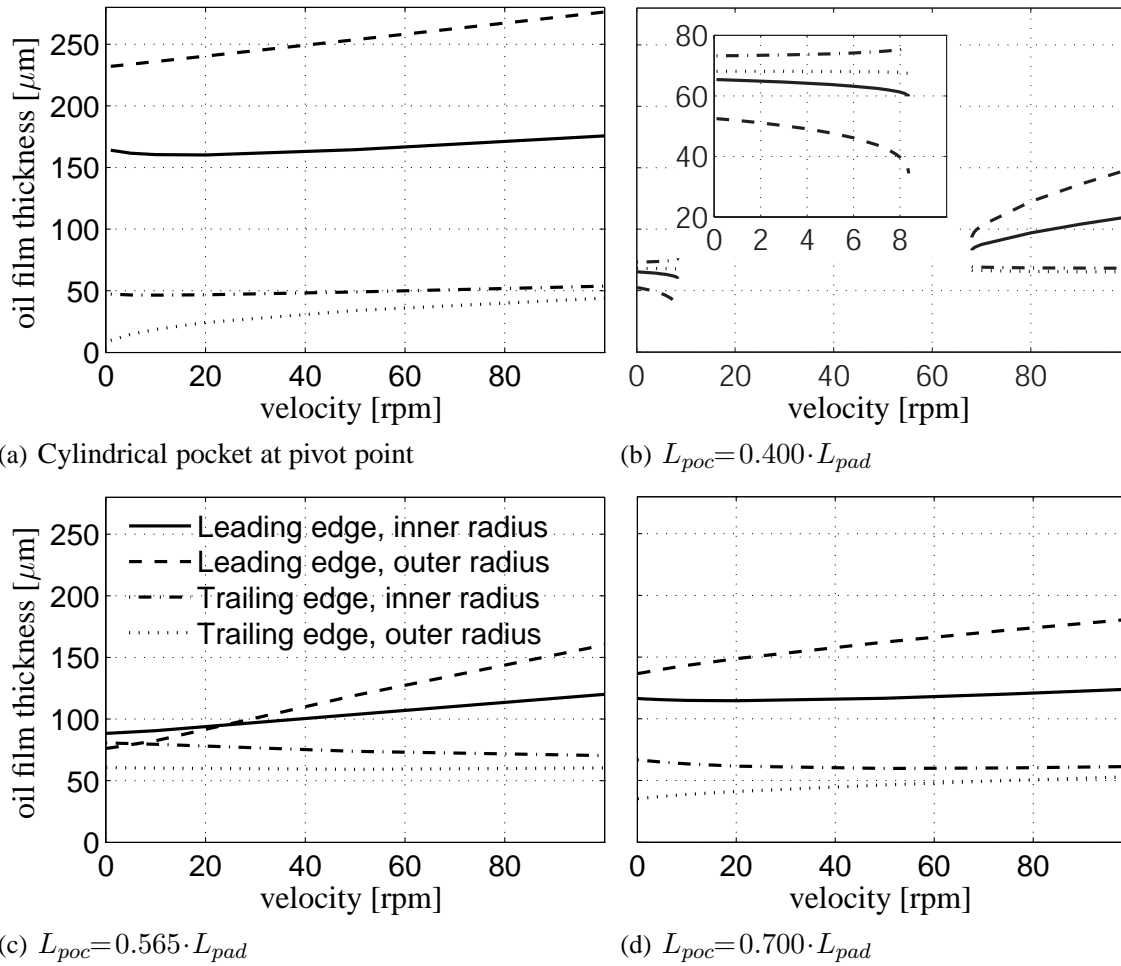 250
200
150
100
50
0
oil film thickness [μm]
0 20 40 60 80
velocity [rpm]
(a) Cylindrical pocket at pivot point
80
60
40
20
0 2 4 6 8
0 20 40 60 80
velocity [rpm]
(b) L_poc=0.400·L_pad
250
200
150
100
50
0
oil film thickness [μm]
Leading edge, inner radius
Leading edge, outer radius
Trailing edge, inner radius
Trailing edge, outer radius
0 20 40 60 80
velocity [rpm]
(c) L_poc=0.565·L_pad
0 20 40 60 80
velocity [rpm]
(d) L_poc=0.700·L_pad